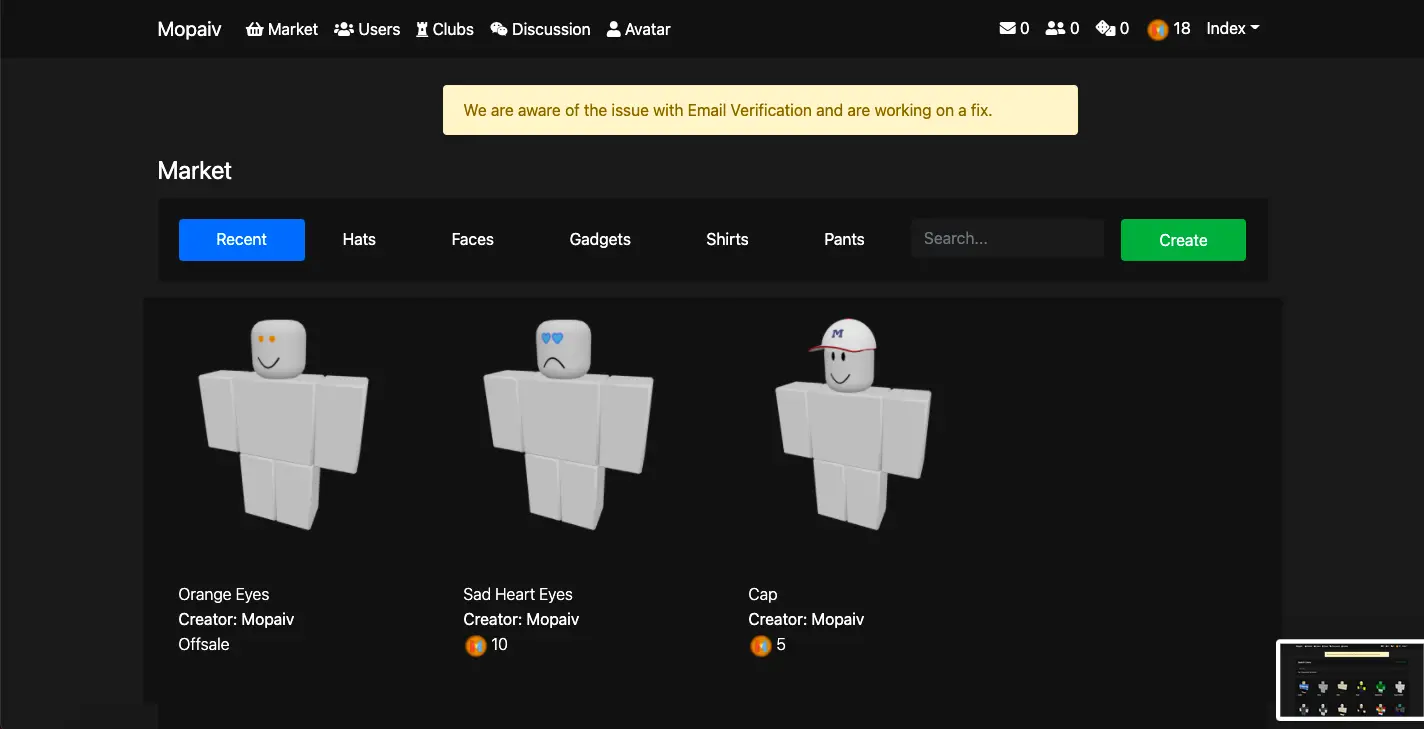 Mopaiv Market Users Clubs Discussion Avatar 0 0 0 18 Index
We are aware of the issue with Email Verification and are working on a fix.
Market
Recent Hats Faces Gadgets Shirts Pants Search... Create
M
Orange Eyes
Creator: Mopaiv
Offsale
Sad Heart Eyes
Creator: Mopaiv
10
Cap
Creator: Mopaiv
5